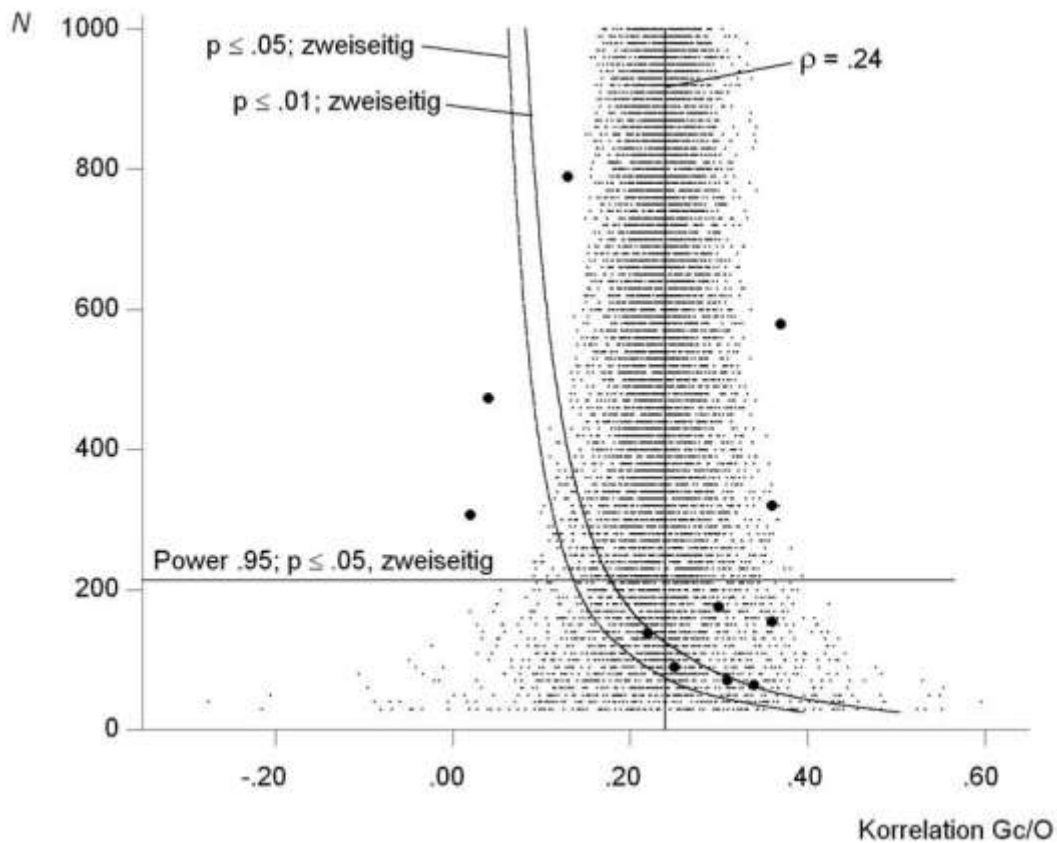 N
1000
p ≤ .05; zweiseitig
ρ = .24
p ≤ .01; zweiseitig
800
600
400
Power .95; p ≤ .05, zweiseitig
200
0
-.20
.00
.20
.40
.60
Korrelation Gc/O